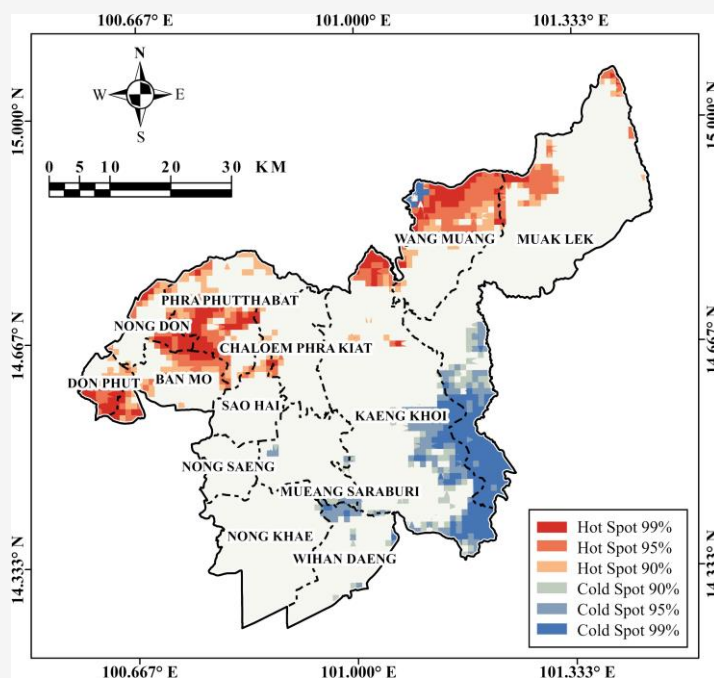 100.667° E 101.000° E 101.333° E
N
W E
S
0 10 20 30 KM
15.000° N 15.000° N
WANG MUANG
MUAK LEK
PHRA PHUTTHABAT
NONG DON
14.667° N 14.667° N
CHALOEM PHRA KIAT
DON PHUT
BAN MO
SAO HAI
KAENG KHOI
NONG SAENG
MUEANG SARABURI
NONG KHAE
WIHAN DAENG
14.333° N 14.333° N
Hot Spot 99%
Hot Spot 95%
Hot Spot 90%
Cold Spot 90%
Cold Spot 95%
Cold Spot 99%
100.667° E 101.000° E 101.333° E